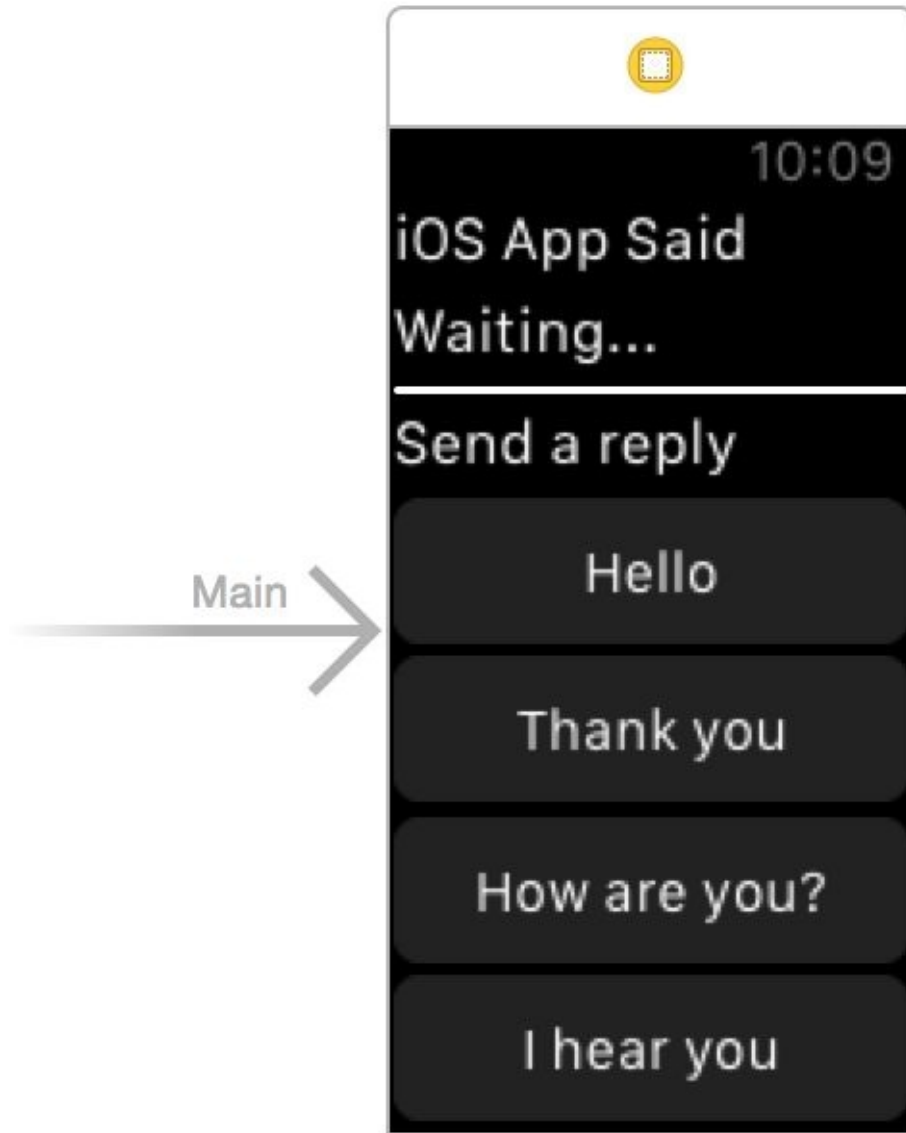 10:09
iOS App Said
Waiting...
Send a reply
Hello
Main
Thank you
How are you?
I hear you